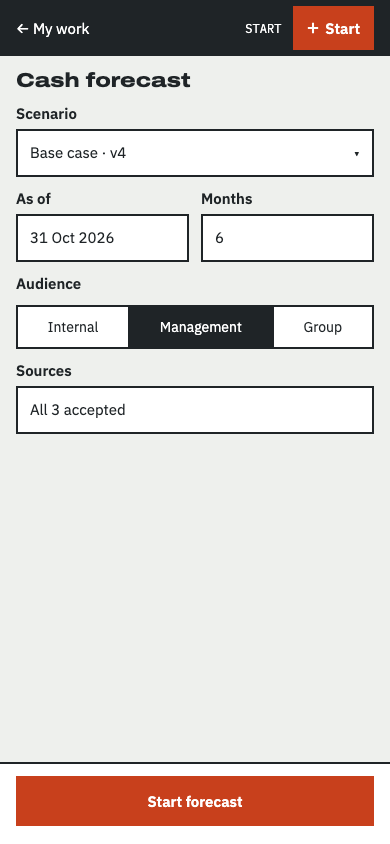 ← My work
START
+ Start
Cash forecast
Scenario
Base case · v4
As of
Months
31 Oct 2026
6
Audience
Internal
Management
Group
Sources
All 3 accepted
Start forecast